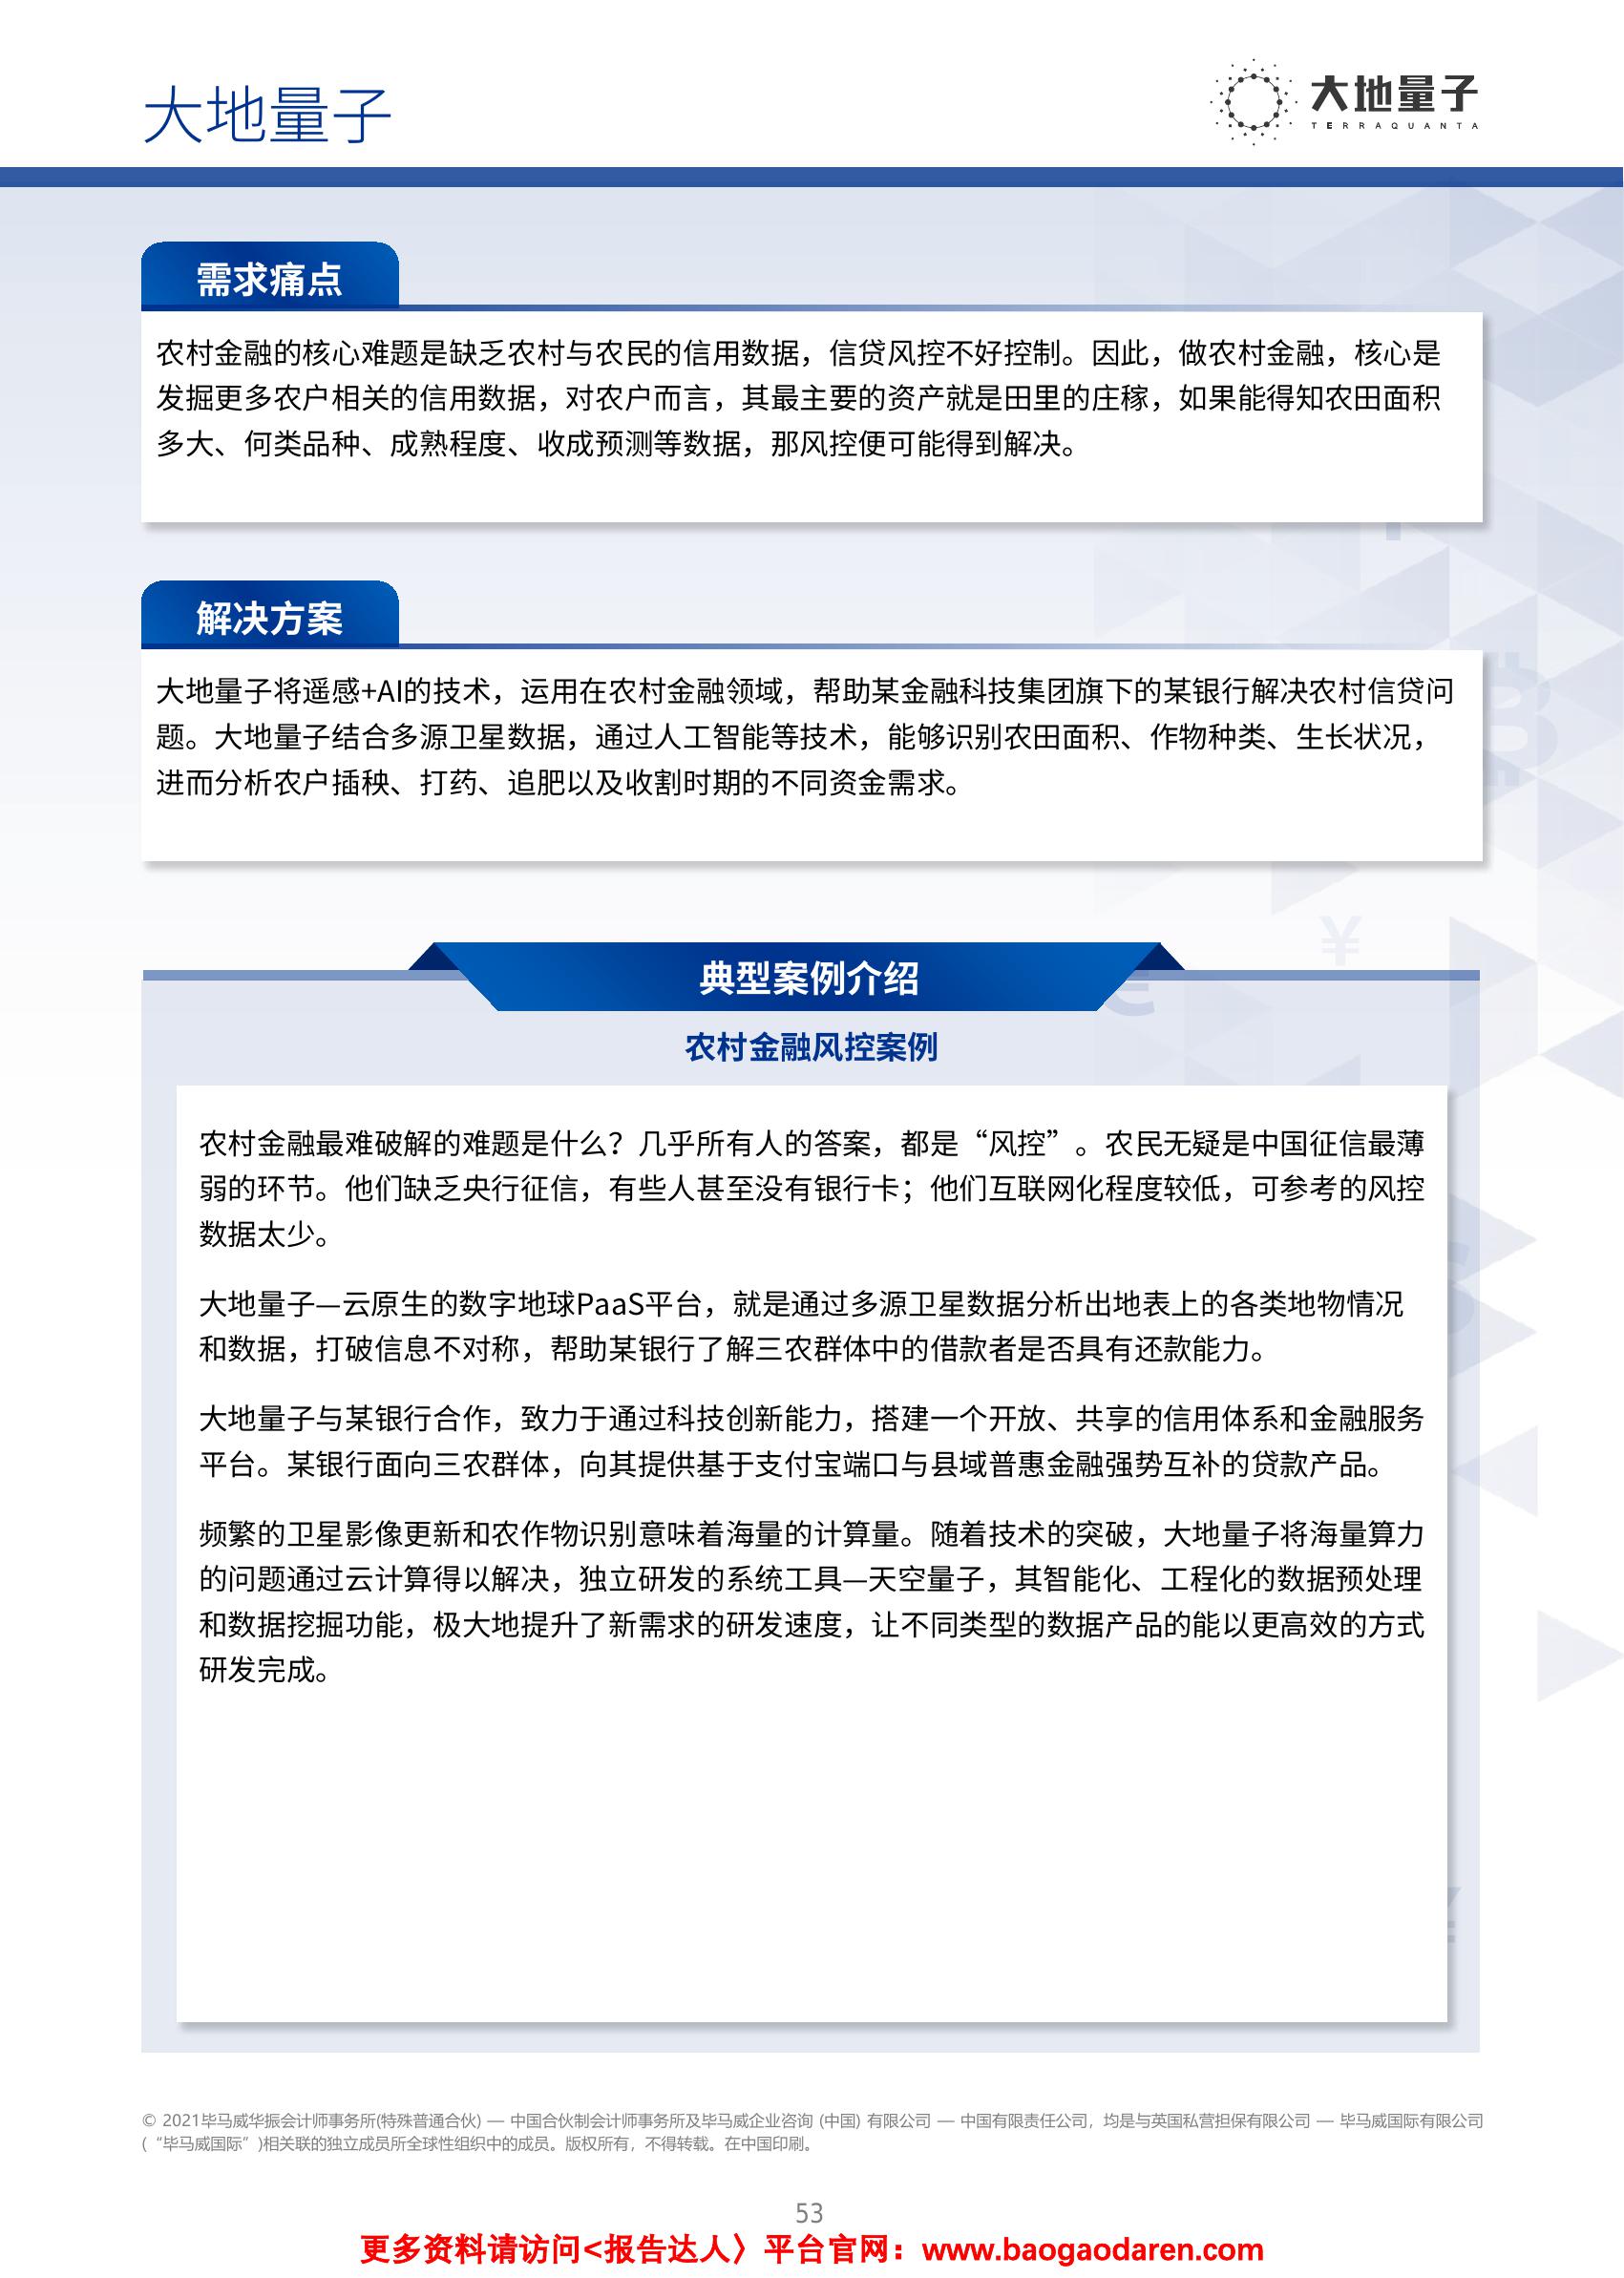 大地量子
大地量子
TERRAQUANTA
需求痛点
农村金融的核心难题是缺乏农村与农民的信用数据，信贷风控不好控制。因此，做农村金融，核心是
发掘更多农户相关的信用数据，对农户而言，其最主要的资产就是田里的庄稼，如果能得知农田面积
多大、何类品种、成熟程度、收成预测等数据，那风控便可能得到解决。
解决方案
大地量子将遥感+AI的技术，运用在农村金融领域，帮助某金融科技集团旗下的某银行解决农村信贷问
题。大地量子结合多源卫星数据，通过人工智能等技术，能够识别农田面积、作物种类、生长状况，
进而分析农户插秧、打药、追肥以及收割时期的不同资金需求。
典型案例介绍
农村金融风控案例
农村金融最难破解的难题是什么？几乎所有人的答案，都是“风控”。农民无疑是中国征信最薄
弱的环节。他们缺乏央行征信，有些人甚至没有银行卡；他们互联网化程度较低，可参考的风控
数据太少。
大地量子—云原生的数字地球PaaS平台，就是通过多源卫星数据分析出地表上的各类地物情况
和数据，打破信息不对称，帮助某银行了解三农群体中的借款者是否具有还款能力。
大地量子与某银行合作，致力于通过科技创新能力，搭建一个开放、共享的信用体系和金融服务
平台。某银行面向三农群体，向其提供基于支付宝端口与县域普惠金融强势互补的贷款产品。
频繁的卫星影像更新和农作物识别意味着海量的计算量。随着技术的突破，大地量子将海量算力
的问题通过云计算得以解决，独立研发的系统工具—天空量子，其智能化、工程化的数据预处理
和数据挖掘功能，极大地提升了新需求的研发速度，让不同类型的数据产品的能以更高效的方式
研发完成。
© 2021毕马威华振会计师事务所(特殊普通合伙) — 中国合伙制会计师事务所及毕马威企业咨询 (中国) 有限公司 — 中国有限责任公司，均是与英国私营担保有限公司 — 毕马威国际有限公司
(“毕马威国际”)相关联的独立成员所全球性组织中的成员。版权所有，不得转载。在中国印刷。
53
更多资料请访问<报告达人〉平台官网：www.baogaodaren.com